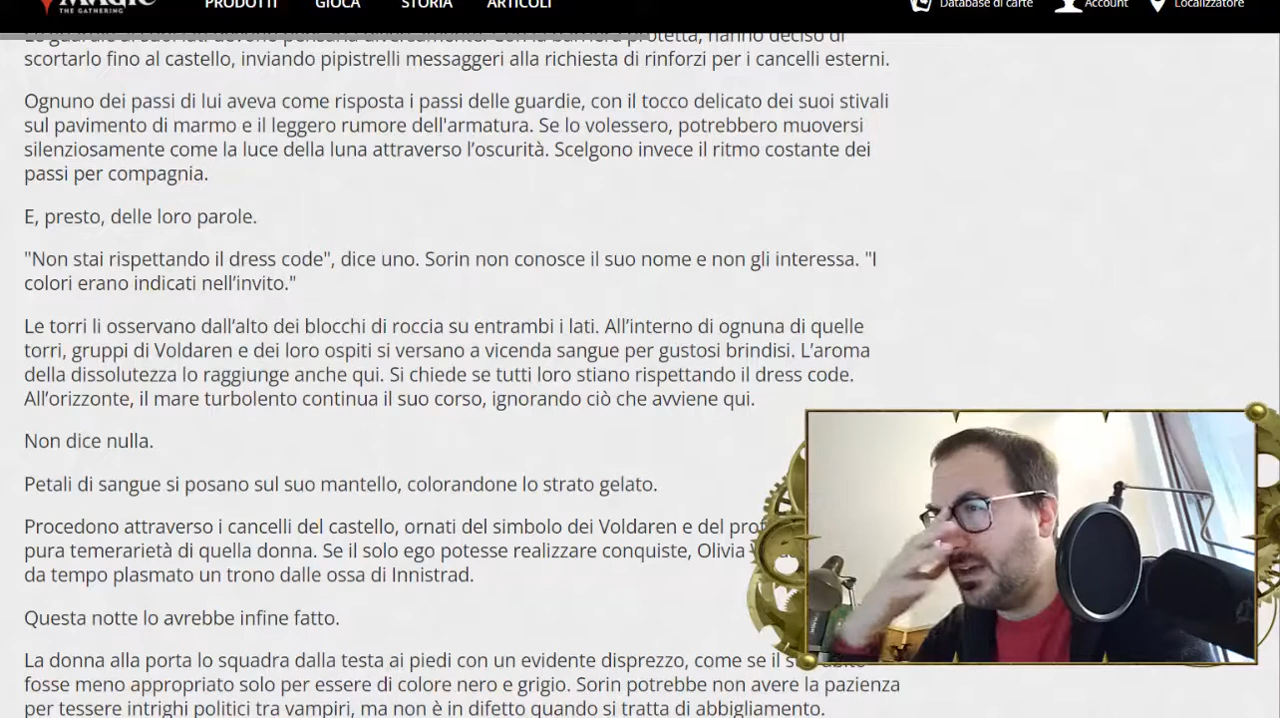 MAGIC
THE GATHERING
PRODOTTI GIOCA STORIA ARTICOLI Database di carte Account Localizzatore
scortarlo fino al castello, inviando pipistrelli messaggeri alla richiesta di rinforzi per i cancelli esterni.
Ognuno dei passi di lui aveva come risposta i passi delle guardie, con il tocco delicato dei suoi stivali
sul pavimento di marmo e il leggero rumore dell'armatura. Se lo volessero, potrebbero muoversi
silenziosamente come la luce della luna attraverso l’oscurità. Scelgono invece il ritmo costante dei
passi per compagnia.
E, presto, delle loro parole.
"Non stai rispettando il dress code", dice uno. Sorin non conosce il suo nome e non gli interessa. "I
colori erano indicati nell’invito."
Le torri li osservano dall’alto dei blocchi di roccia su entrambi i lati. All’interno di ognuna di quelle
torri, gruppi di Voldaren e dei loro ospiti si versano a vicenda sangue per gustosi brindisi. L’aroma
della dissolutezza lo raggiunge anche qui. Si chiede se tutti loro stiano rispettando il dress code.
All’orizzonte, il mare turbolento continua il suo corso, ignorando ciò che avviene qui.
Non dice nulla.
Petali di sangue si posano sul suo mantello, colorandone lo strato gelato.
Procedono attraverso i cancelli del castello, ornati del simbolo dei Voldaren e del
pura temerarietà di quella donna. Se il solo ego potesse realizzare conquiste, Olivia
da tempo plasmato un trono dalle ossa di Innistrad.
Questa notte lo avrebbe infine fatto.
La donna alla porta lo squadra dalla testa ai piedi con un evidente disprezzo, come se il
fosse meno appropriato solo per essere di colore nero e grigio. Sorin potrebbe non avere la pazienza
per tessere intrighi politici tra vampiri, ma non è in difetto quando si tratta di abbigliamento.